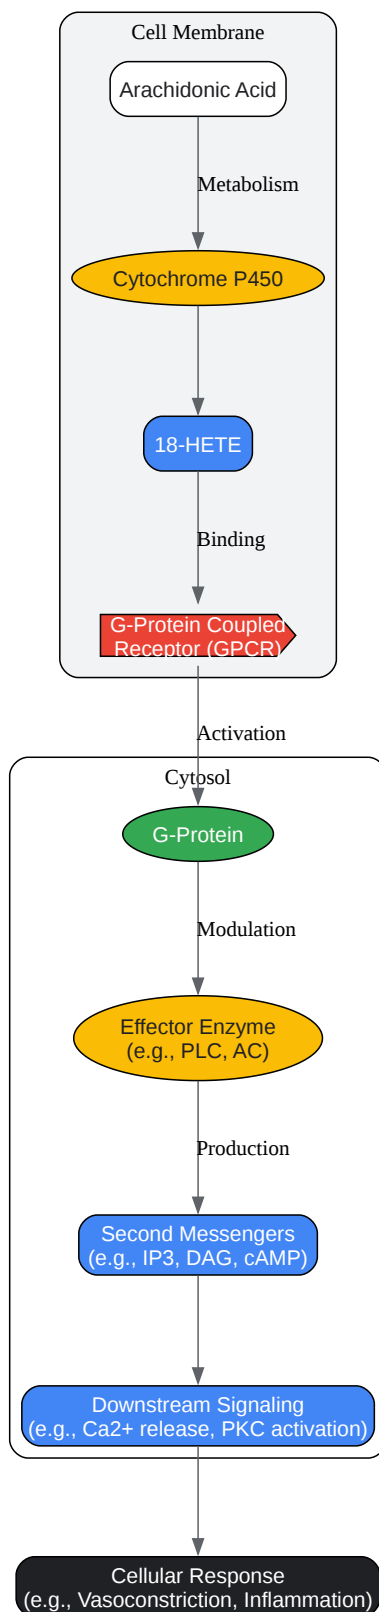 Cell Membrane
Arachidonic Acid
Metabolism
Cytochrome P450
18-HETE
Binding
G-Protein Coupled
Receptor (GPCR)
Activation
Cytosol
G-Protein
Modulation
Effector Enzyme
(e.g., PLC, AC)
Production
Second Messengers
(e.g., IP3, DAG, cAMP)
Downstream Signaling
(e.g., Ca2+ release, PKC activation)
Cellular Response
(e.g., Vasoconstriction, Inflammation)